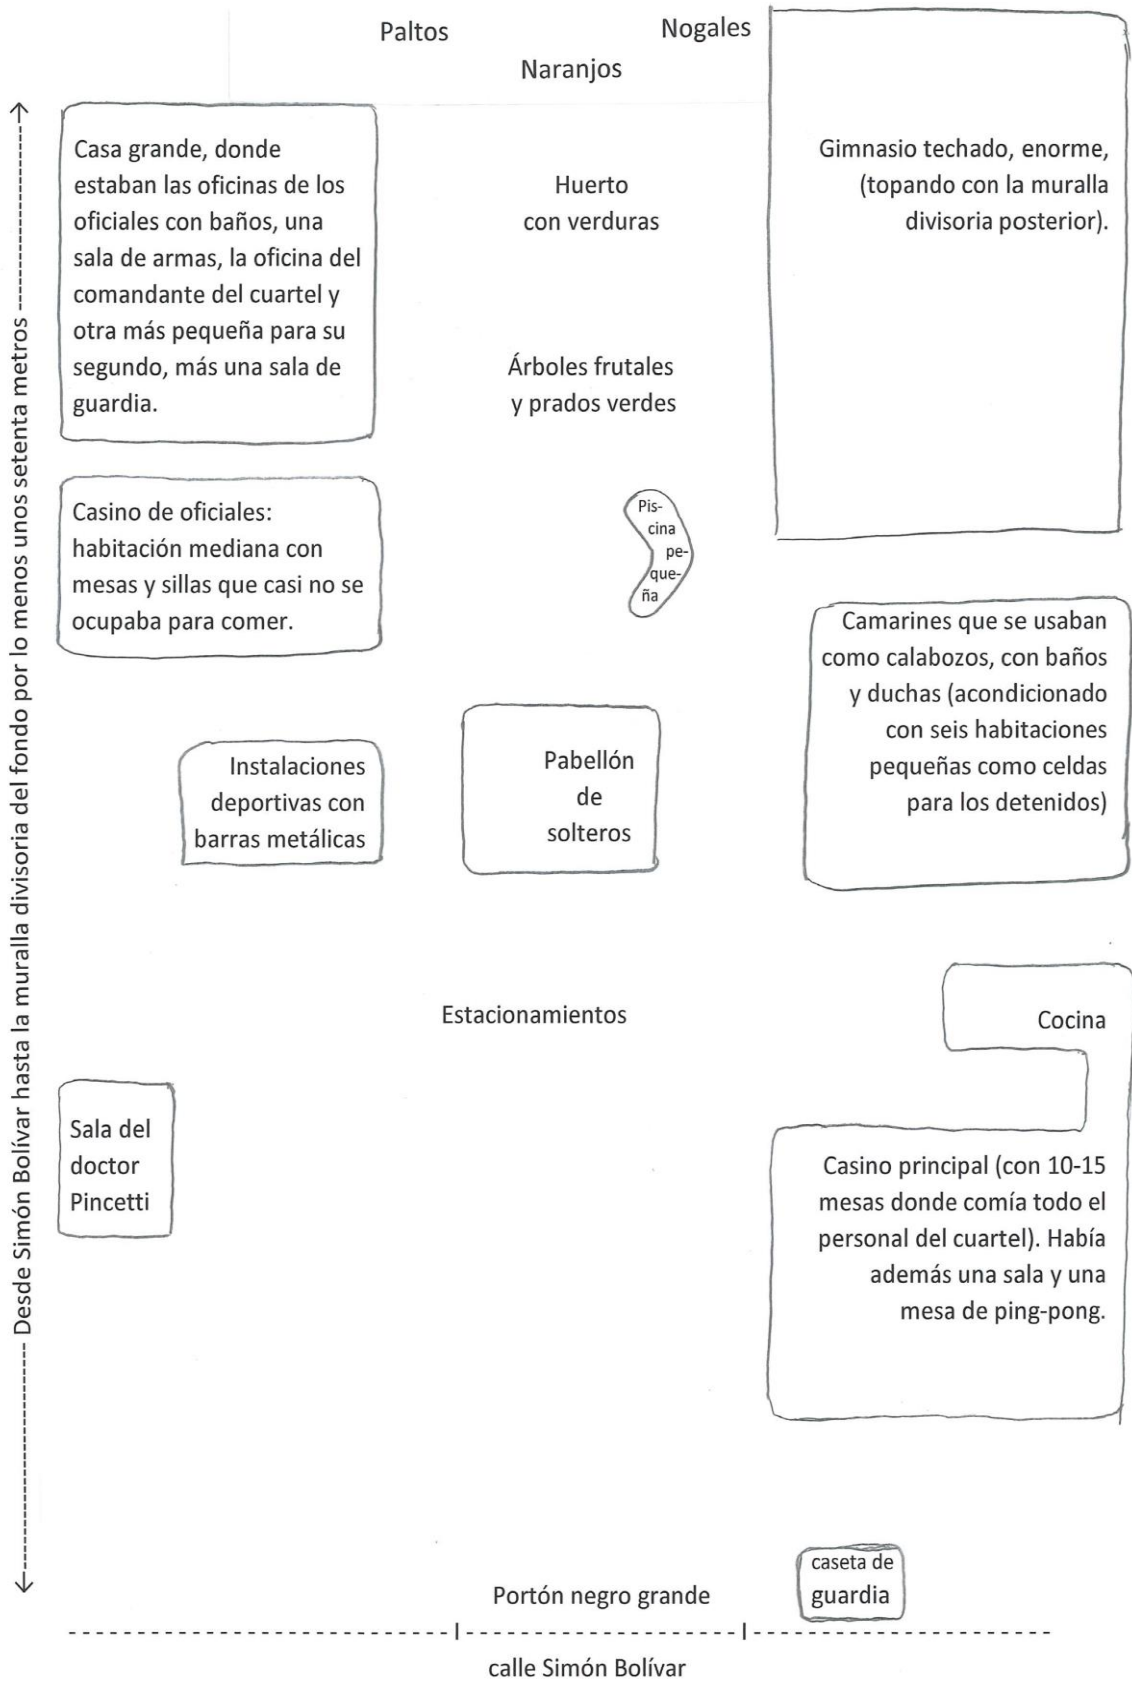 Paltos
Nogales
Naranjos
Casa grande, donde
estaban las oficinas de los
oficiales con baños, una
sala de armas, la oficina del
comandante del cuartel y
otra más pequeña para su
segundo, más una sala de
guardia.
Huerto
con verduras
Gimnasio techado, enorme,
(topando con la muralla
divisoria posterior).
Árboles frutales
y prados verdes
Casino de oficiales:
habitación mediana con
mesas y sillas que casi no se
ocupaba para comer.
Pis-
cina
pe-
que-
ña
Camarines que se usaban
como calabozos, con baños
y duchas (acondicionado
con seis habitaciones
pequeñas como celdas
para los detenidos)
Instalaciones
deportivas con
barras metálicas
Pabellón
de
solteros
Estacionamientos
Cocina
Sala del
doctor
Pincetti
Casino principal (con 10-15
mesas donde comía todo el
personal del cuartel). Había
además una sala y una
mesa de ping-pong.
caseta de
guardia
Portón negro grande
calle Simón Bolívar
Desde Simón Bolívar hasta la muralla divisoria del fondo por lo menos unos setenta metros